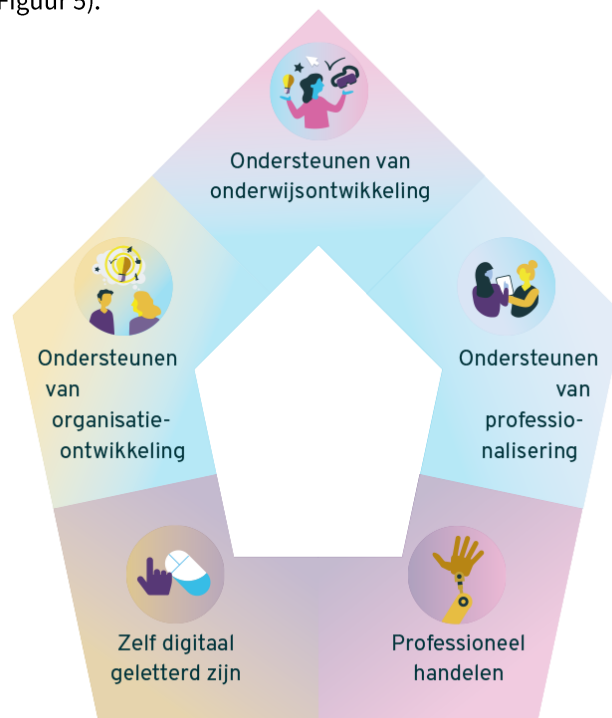 Figuur 5).
Ondersteunen van
onderwijsontwikkeling
Ondersteunen
van
organisatie-
ontwikkeling
Ondersteunen
van
professio-
nalisering
Zelf digitaal
geletterd zijn
Professioneel
handelen